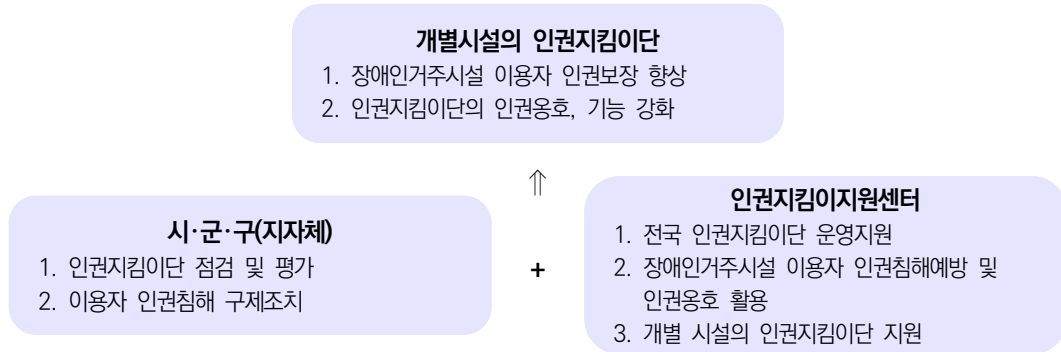 개별시설의 인권지킴이단
1. 장애인거주시설 이용자 인권보장 향상
2. 인권지킴이단의 인권옹호, 기능 강화
⇑
시·군·구(지자체)
1. 인권지킴이단 점검 및 평가
2. 이용자 인권침해 구제조치
+
인권지킴이지원센터
1. 전국 인권지킴이단 운영지원
2. 장애인거주시설 이용자 인권침해예방 및
인권옹호 활용
3. 개별 시설의 인권지킴이단 지원